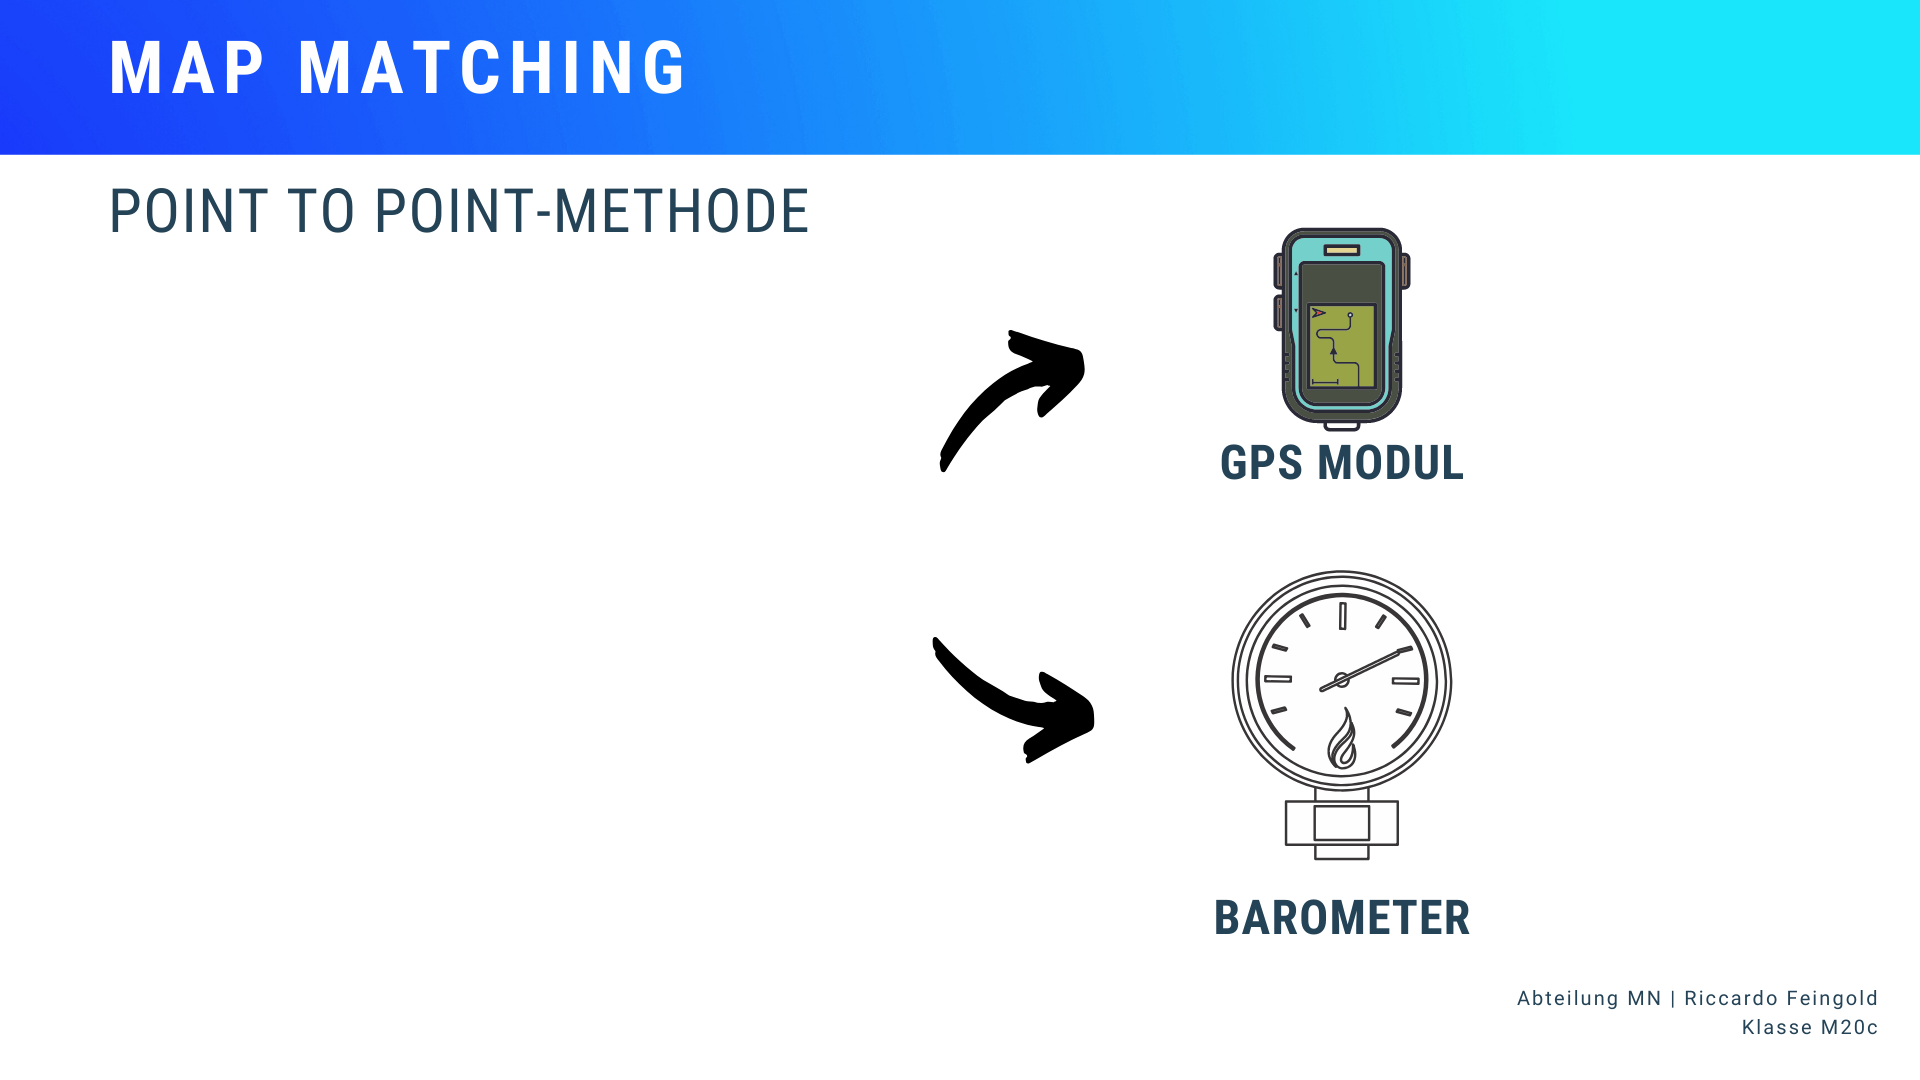 MAP MATCHING
POINT TO POINT-METHODE
GPS MODUL
BAROMETER
Abteilung MN | Riccardo Feingold
Klasse M20c